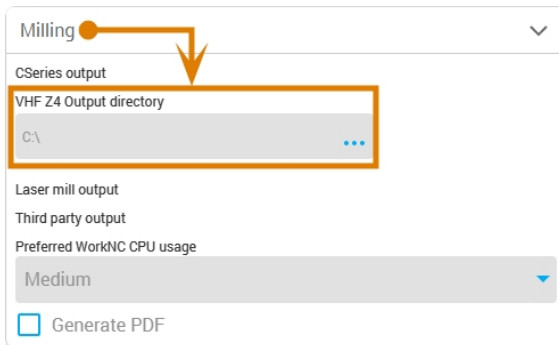 Milling
CSeries output
VHF Z4 Output directory
C:\
...
Laser mill output
Third party output
Preferred WorkNC CPU usage
Medium
Generate PDF